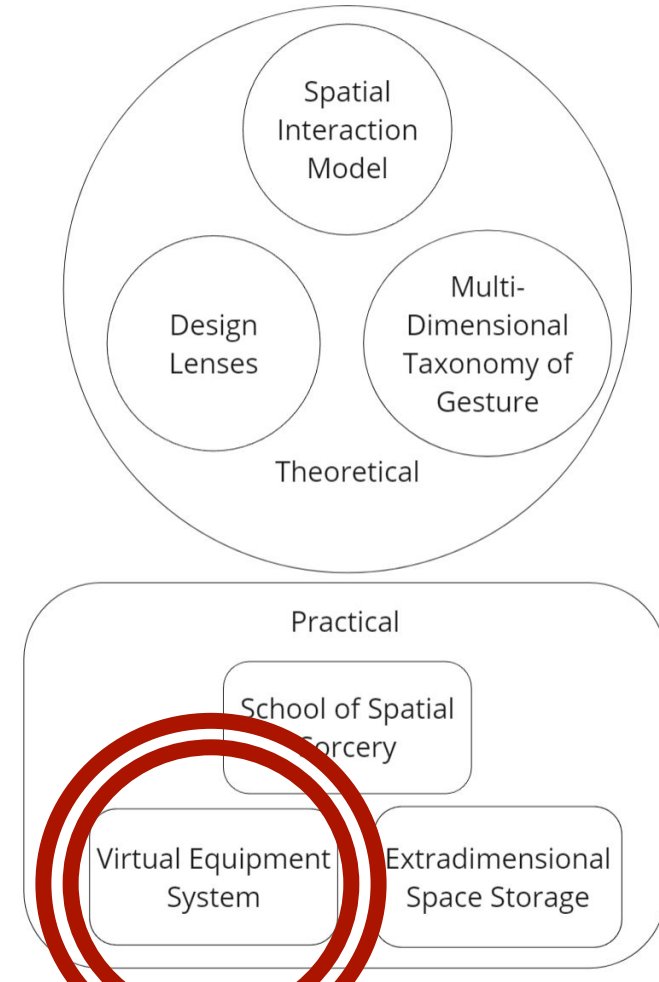 Spatial
Interaction
Model
Design
Lenses
Multi-
Dimensional
Taxonomy of
Gesture
Theoretical
Practical
School of Spatial
Sorcery
Virtual Equipment
System
Extradimensional
Space Storage